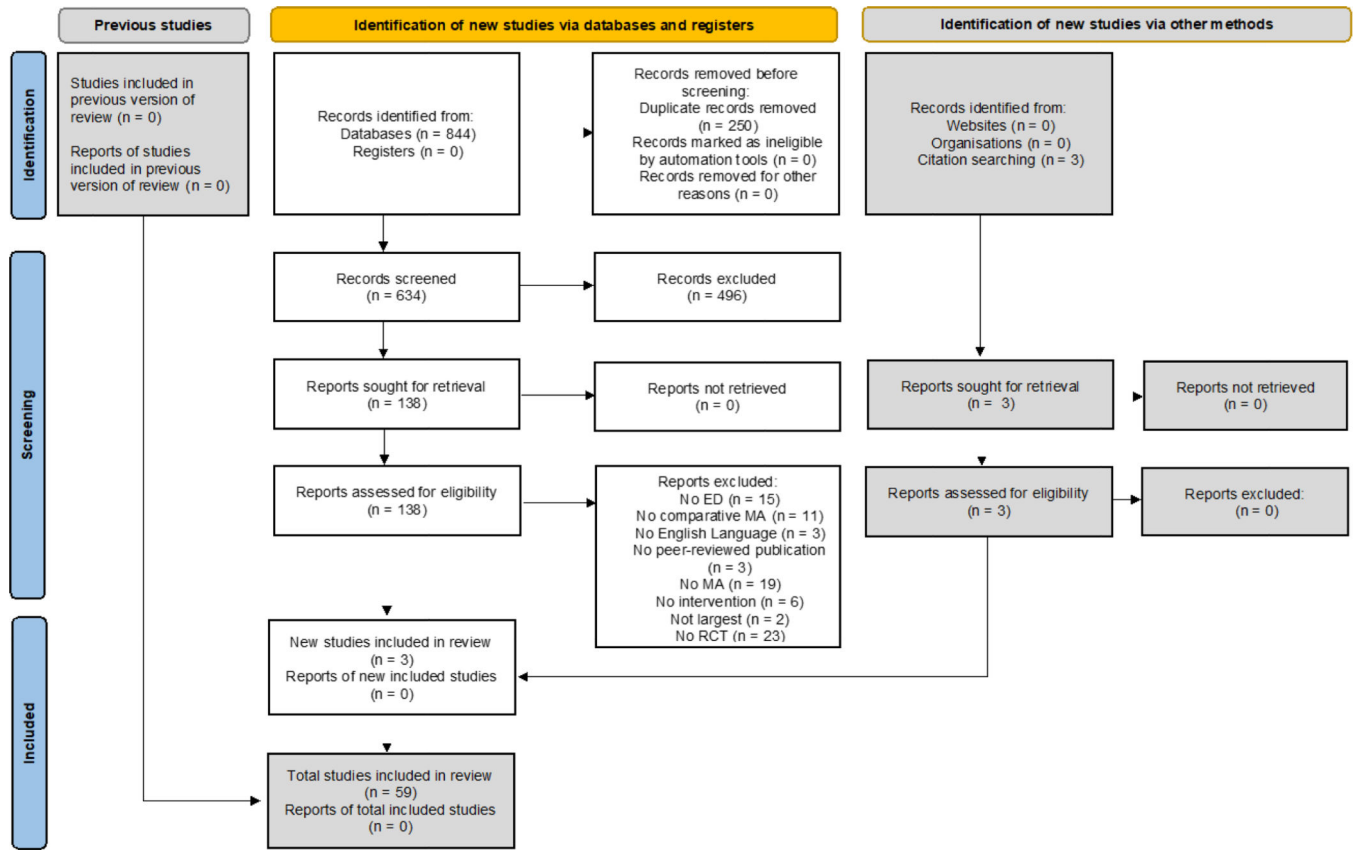 Previous studies
Identification of new studies via databases and registers
Identification of new studies via other methods
Identification
Studies included in
previous version of
review (n = 0)
Reports of studies
included in previous
version of review (n = 0)
Records identified from:
Databases (n = 844)
Registers (n = 0)
Records removed before
screening:
Duplicate records removed
(n = 250)
Records marked as ineligible
by automation tools (n = 0)
Records removed for other
reasons (n = 0)
Records identified from:
Websites (n = 0)
Organisations (n = 0)
Citation searching (n = 3)
Screening
Records screened
(n = 634)
Records excluded
(n = 496)
Reports sought for retrieval
(n = 138)
Reports not retrieved
(n = 0)
Reports sought for retrieval
(n = 3)
Reports not retrieved
(n = 0)
Reports assessed for eligibility
(n = 138)
Reports excluded:
No ED (n = 15)
No comparative MA (n = 11)
No English Language (n = 3)
No peer-reviewed publication
(n = 3)
No MA (n = 19)
No intervention (n = 6)
Not largest (n = 2)
No RCT (n = 23)
Reports assessed for eligibility
(n = 3)
Reports excluded:
(n = 0)
Included
New studies included in review
(n = 3)
Reports of new included studies
(n = 0)
Total studies included in review
(n = 59)
Reports of total included studies
(n = 0)